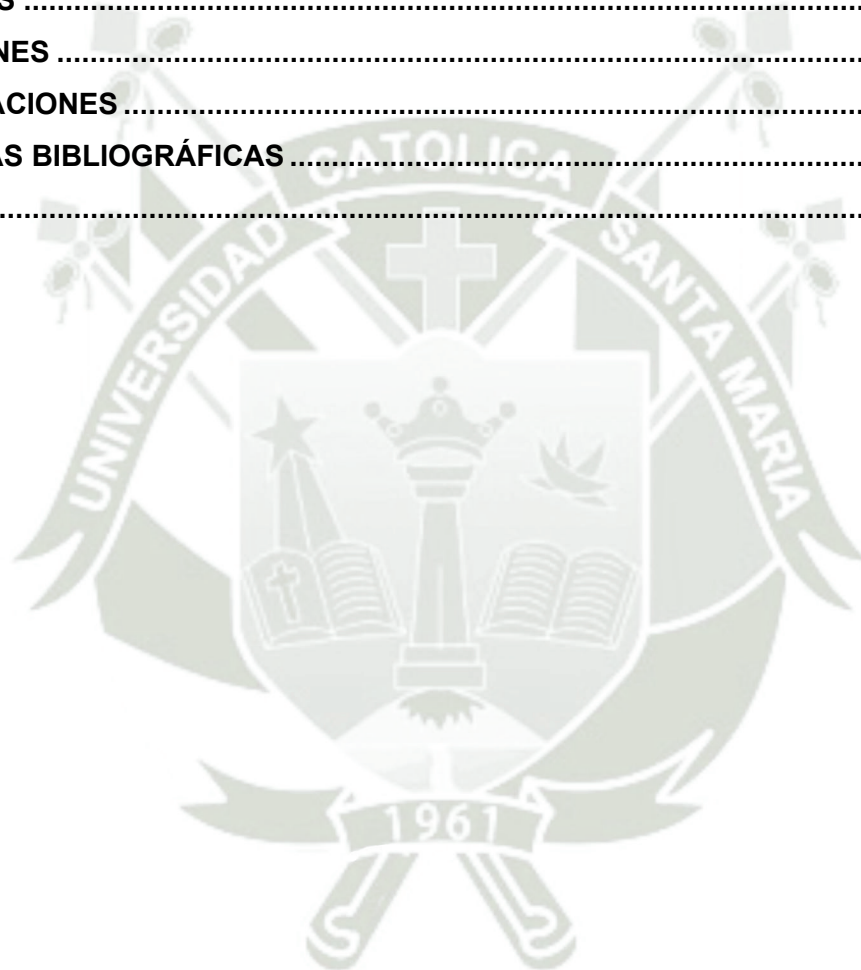 S ....................................................................................................
NES ....................................................................................................
ACIONES ....................................................................................................
AS BIBLIOGRÁFICAS ....................................................................................................
....................................................................................................
UNIVERSIDAD CATOLICA SANTA MARIA
1961